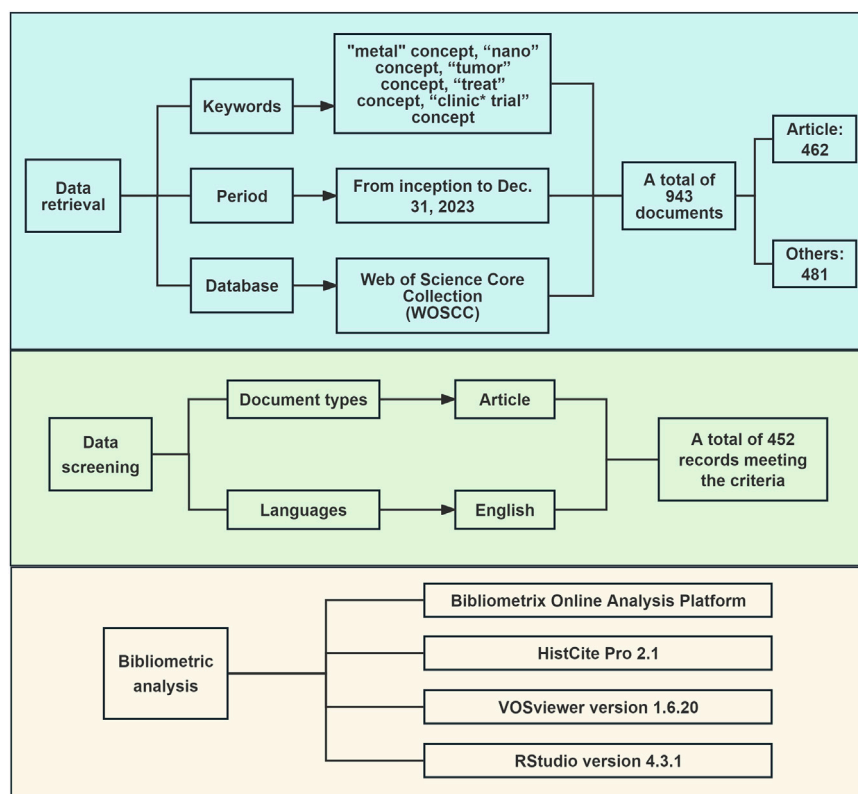 Data
retrieval
Keywords
"metal" concept, “nano”
concept, “tumor”
concept, “treat”
concept, “clinic* trial”
concept
Period
From inception to Dec.
31, 2023
Database
Web of Science Core
Collection
(WOSCC)
A total of
943
documents
Article:
462
Others:
481
Data
screening
Document types
Article
Languages
English
A total of 452
records meeting
the criteria
Bibliometric
analysis
Bibliometrix Online Analysis Platform
HistCite Pro 2.1
VOSviewer version 1.6.20
RStudio version 4.3.1